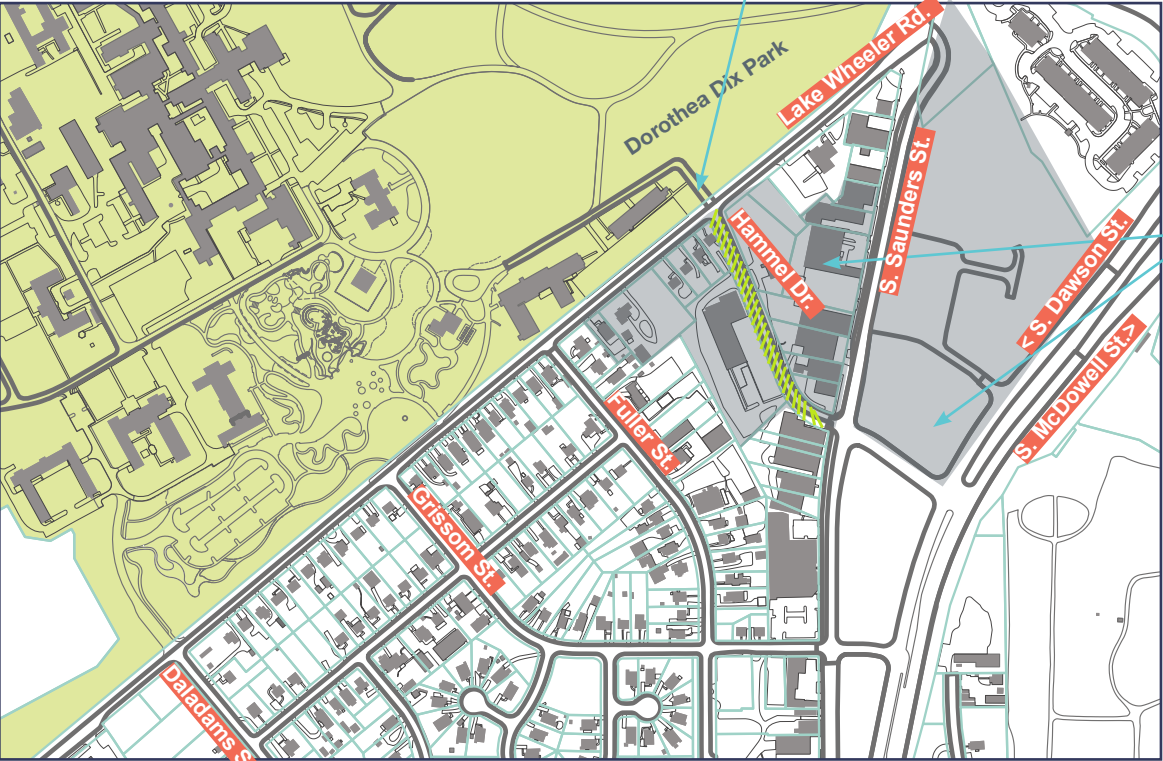 Lake Wheeler Rd.
Dorothea Dix Park
S. Saunders St.
Hammel Dr.
< S. Dawson St.
S. McDowell St.>
Fuller St.
Grissom St.
Daladams S